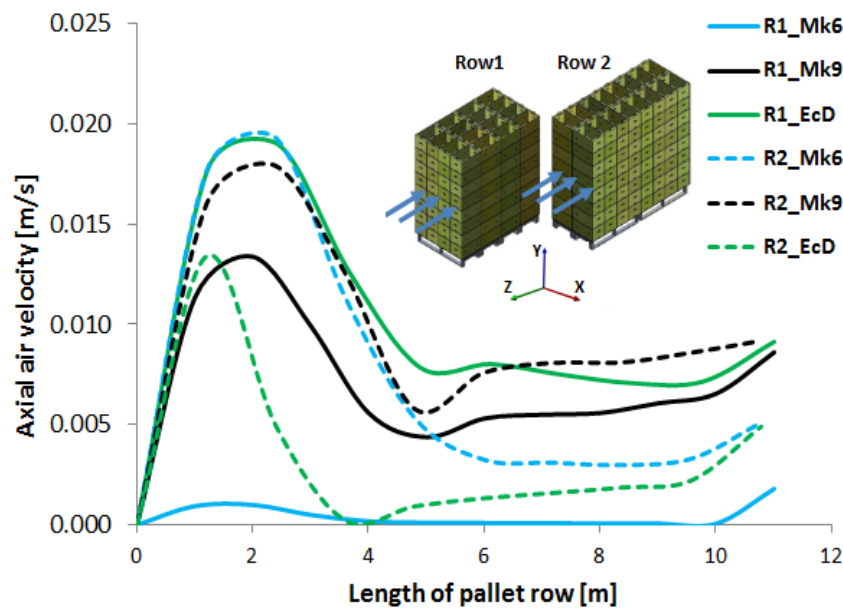 0.025
0.020
0.015
0.010
0.005
0.000
Axial air velocity [m/s]
0
2
4
6
8
10
12
Length of pallet row [m]
Row1
Row 2
Y
Z
X
R1_Mk6
R1_Mk9
R1_EcD
R2_Mk6
R2_Mk9
R2_EcD